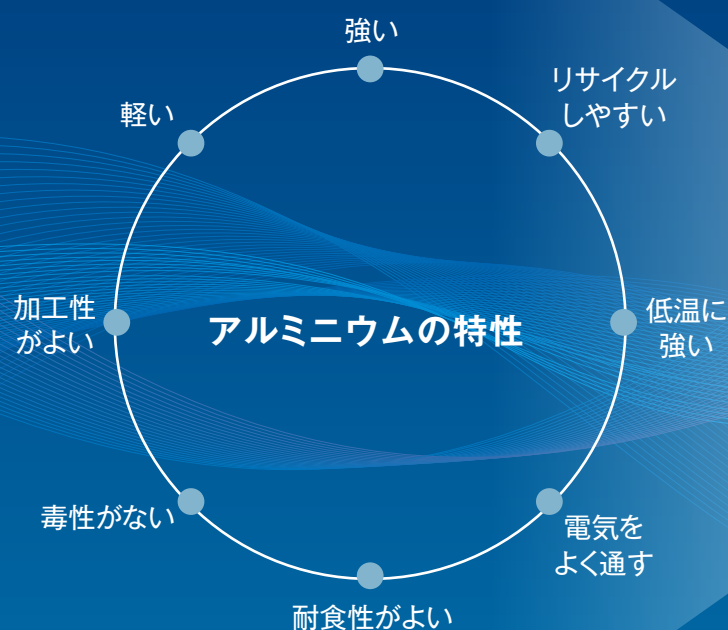 強い
リサイクル
しやすい
軽い
加工性
がよい
アルミニウムの特性
低温に
強い
毒性がない
電気を
よく通す
耐食性がよい